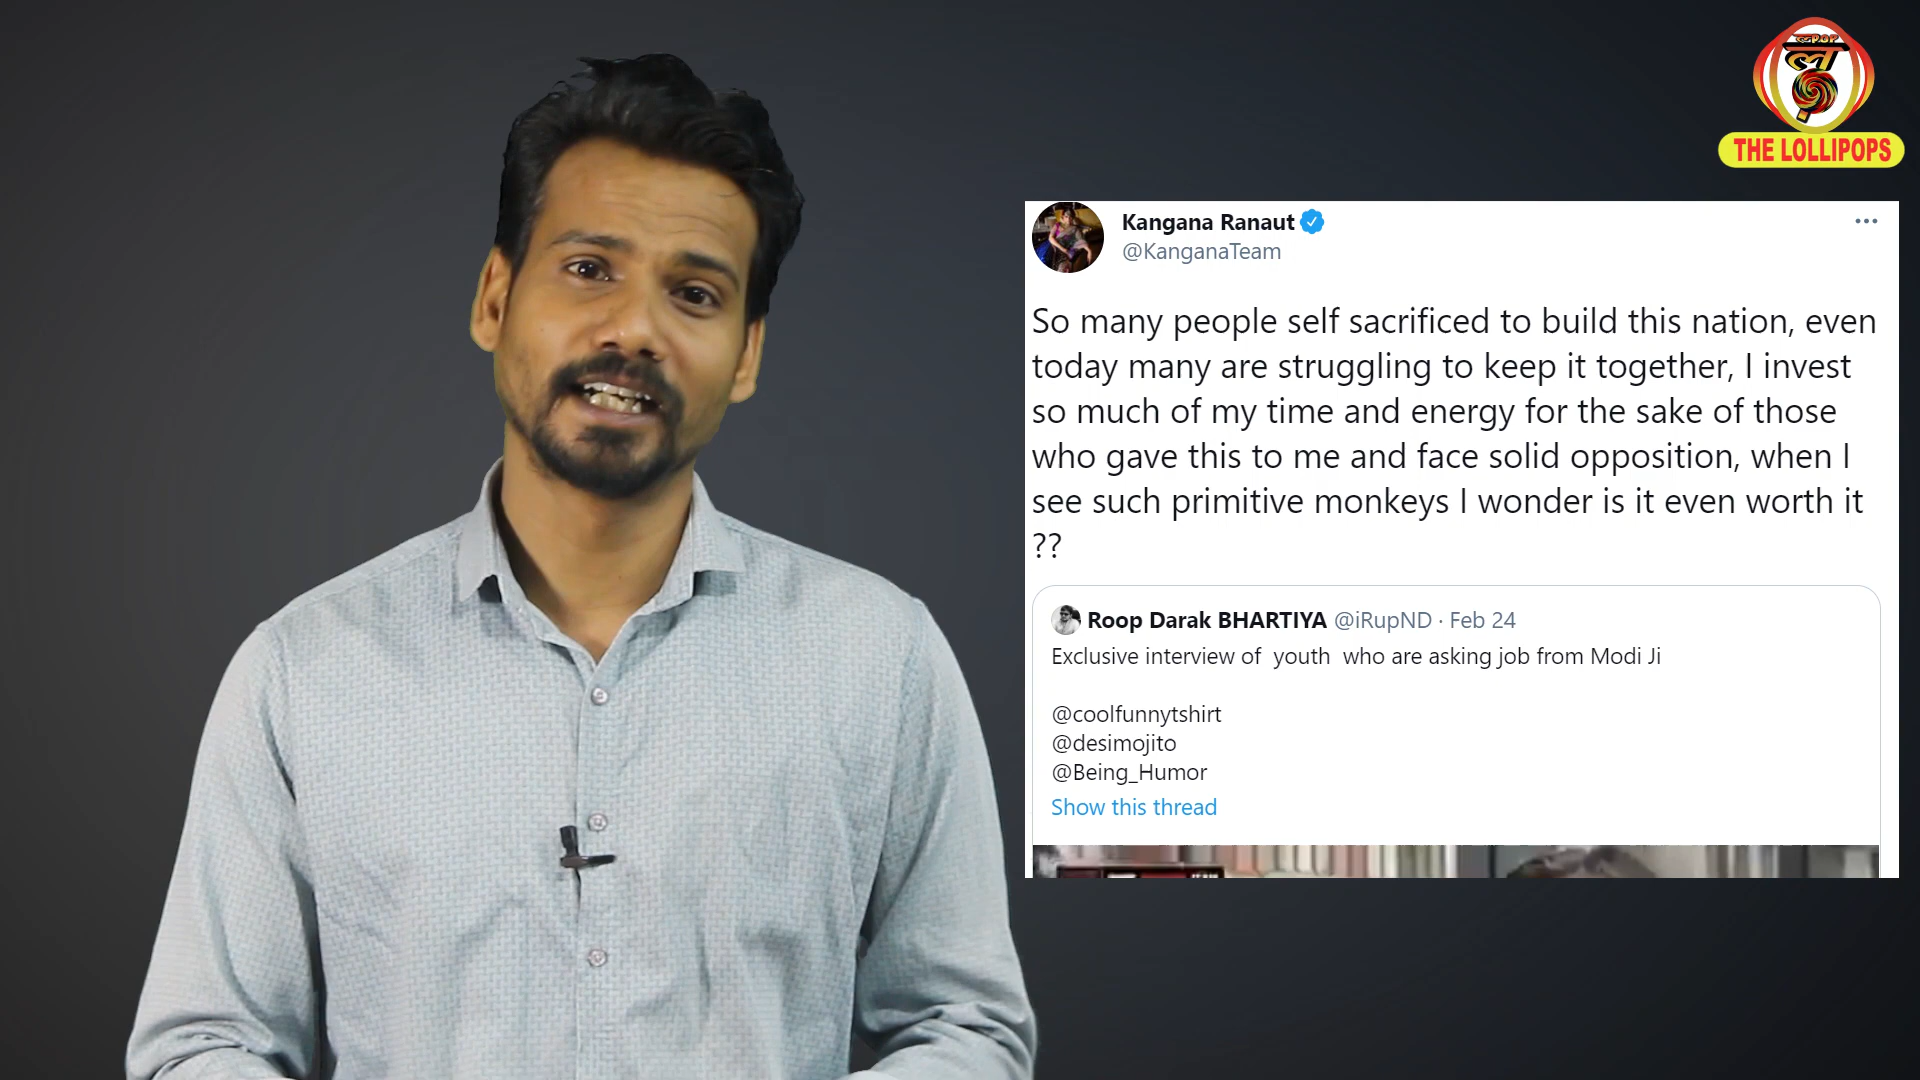 लPOP
ल
THE LOLLIPOPS
Kangana Ranaut
@KanganaTeam
So many people self sacrificed to build this nation, even
today many are struggling to keep it together, I invest
so much of my time and energy for the sake of those
who gave this to me and face solid opposition, when I
see such primitive monkeys I wonder is it even worth it
??
Roop Darak BHARTIYA @iRupND · Feb 24
Exclusive interview of  youth  who are asking job from Modi Ji
@coolfunnytshirt
@desimojito
@Being_Humor
Show this thread